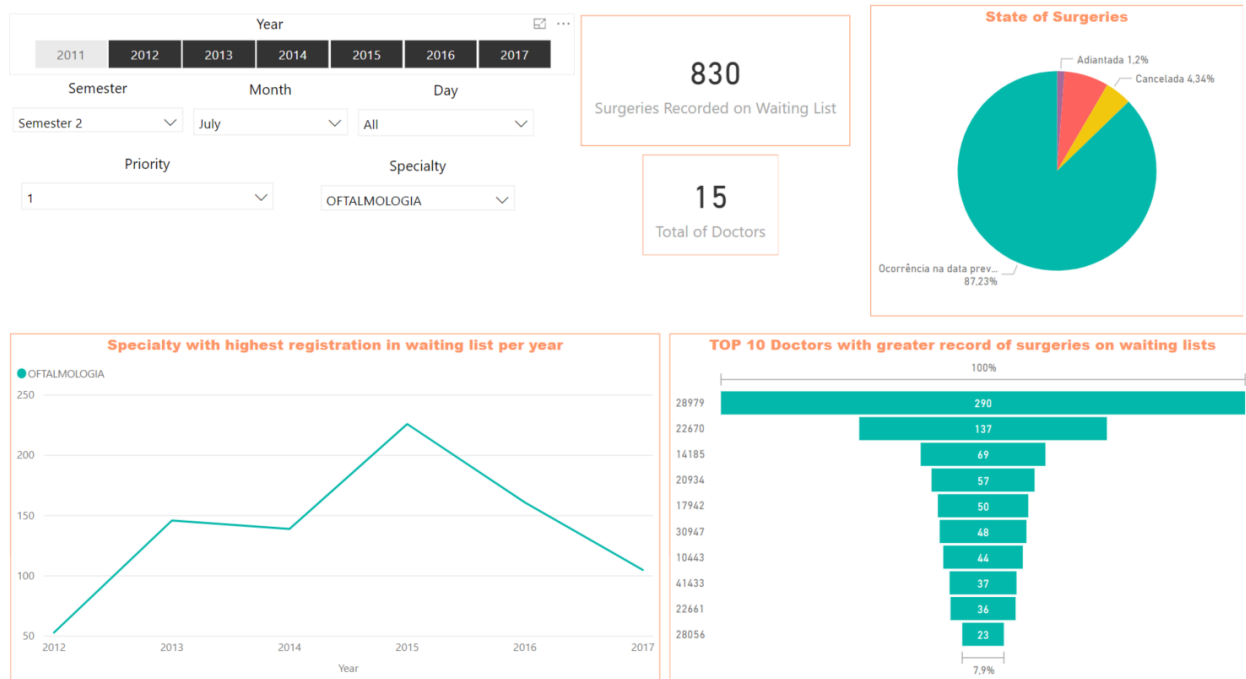 Year
2011 2012 2013 2014 2015 2016 2017
Semester Month Day
Semester 2 July All
Priority Specialty
1 OFTALMOLOGIA
830
Surgeries Recorded on Waiting List
15
Total of Doctors
State of Surgeries
Adiantada 1,2%
Cancelada 4,34%
Ocorrência na data prev...
87,23%
Specialty with highest registration in waiting list per year
OFTALMOLOGIA
250
200
150
100
50
2012 2013 2014 2015 2016 2017
Year
TOP 10 Doctors with greater record of surgeries on waiting lists
100%
28979 290
22670 137
14185 69
20934 57
17942 50
30947 48
10443 44
41433 37
22661 36
28056 23
7,9%